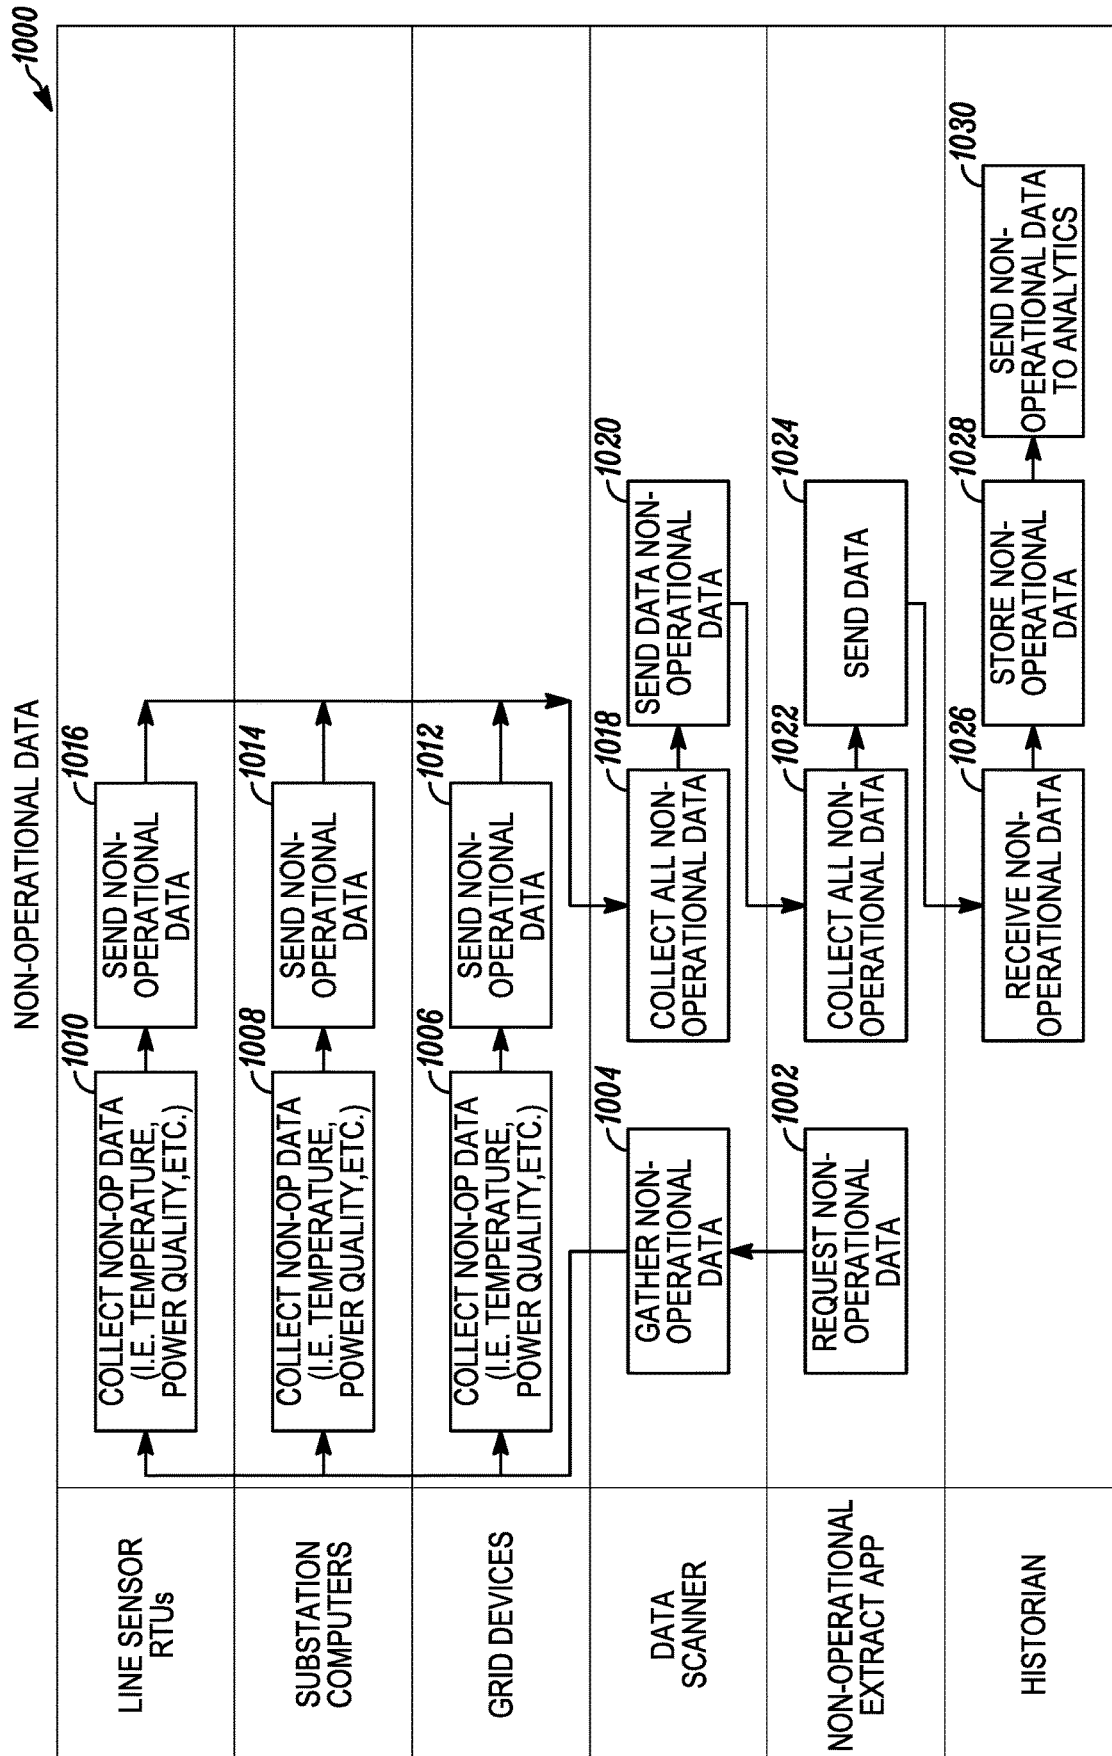 NON-OPERATIONAL DATA
1000
LINE SENSOR
RTUs
1010
COLLECT NON-OP DATA
(I.E. TEMPERATURE,
POWER QUALITY,ETC.)
1016
SEND NON-
OPERATIONAL
DATA
SUBSTATION
COMPUTERS
1008
COLLECT NON-OP DATA
(I.E. TEMPERATURE,
POWER QUALITY,ETC.)
1014
SEND NON-
OPERATIONAL
DATA
GRID DEVICES
1006
COLLECT NON-OP DATA
(I.E. TEMPERATURE,
POWER QUALITY,ETC.)
1012
SEND NON-
OPERATIONAL
DATA
DATA
SCANNER
1004
GATHER NON-
OPERATIONAL
DATA
1018
COLLECT ALL NON-
OPERATIONAL DATA
1020
SEND DATA NON-
OPERATIONAL
DATA
NON-OPERATIONAL
EXTRACT APP
1002
REQUEST NON-
OPERATIONAL
DATA
1022
COLLECT ALL NON-
OPERATIONAL DATA
1024
SEND DATA
HISTORIAN
1026
RECEIVE NON-
OPERATIONAL DATA
1028
STORE NON-
OPERATIONAL
DATA
1030
SEND NON-
OPERATIONAL DATA
TO ANALYTICS